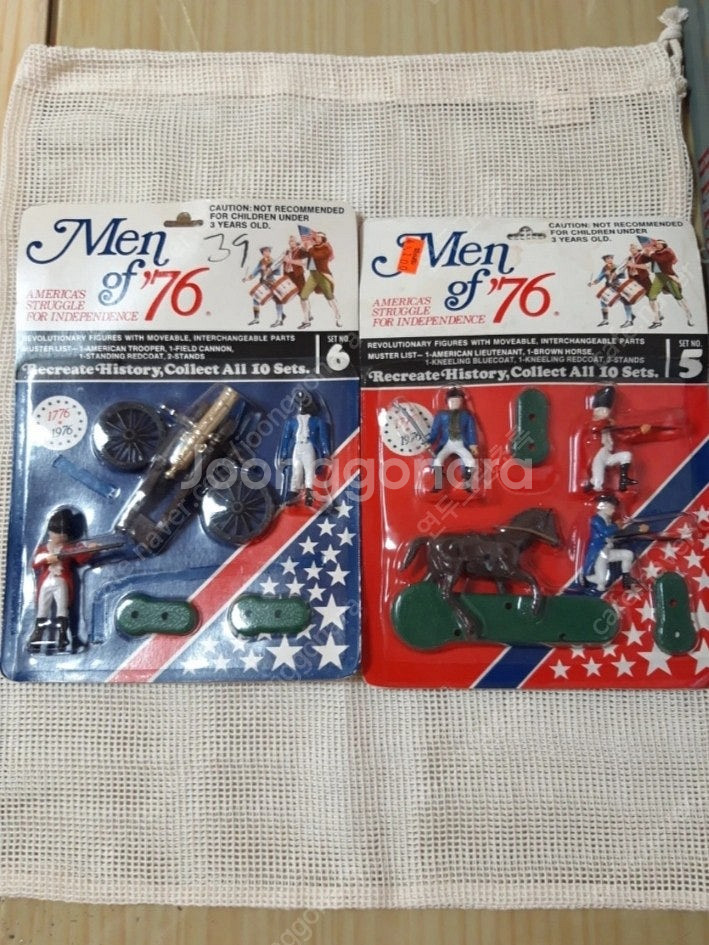 Men
of '76
39
CAUTION: NOT RECOMMENDED
FOR CHILDREN UNDER
3 YEARS OLD.
AMERICA'S
STRUGGLE
FOR INDEPENDENCE
REVOLUTIONARY FIGURES WITH MOVEABLE, INTERCHANGEABLE PARTS
MUSTER LIST— 1-AMERICAN TROOPER, 1-FIELD CANNON,
1-STANDING REDCOAT, 2-STANDS
SET NO.
6
Recreate History, Collect All 10 Sets.
1776
1976
Men
of '76
CAUTION: NOT RECOMMENDED
FOR CHILDREN UNDER
3 YEARS OLD.
AMERICA'S
STRUGGLE
FOR INDEPENDENCE
REVOLUTIONARY FIGURES WITH MOVEABLE, INTERCHANGEABLE PARTS
MUSTER LIST— 1-AMERICAN LIEUTENANT, 1-BROWN HORSE,
1-KNEELING BLUECOAT, 1-KNEELING REDCOAT, 3-STANDS
SET NO.
5
Recreate History, Collect All 10 Sets.
1976
Joonggonara